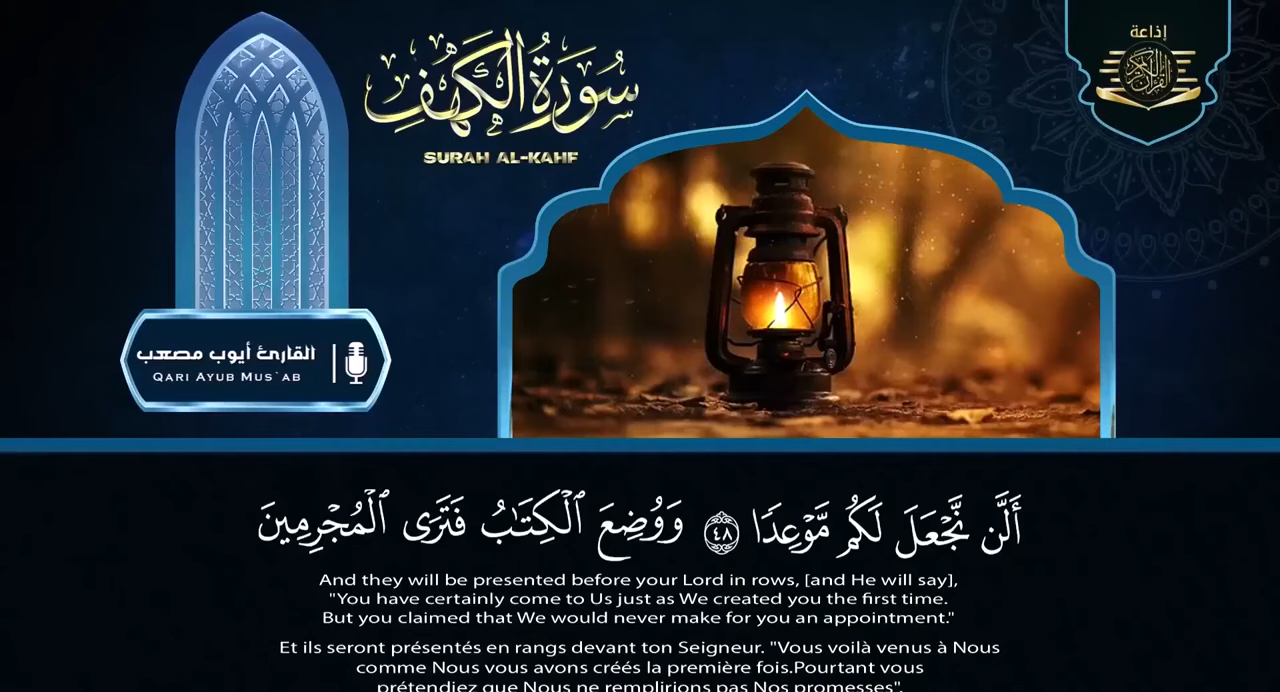 إذاعة
القرآن الكريم
سُورَةُ الكَهْفِ
SURAH AL-KAHF
القارئ أيوب مصعب
QARI AYUB MUS`AB
أَلَّن نَّجْعَلَ لَكُم مَّوْعِدًا ٤٨ وَوُضِعَ ٱلْكِتَٰبُ فَتَرَى ٱلْمُجْرِمِينَ
And they will be presented before your Lord in rows, [and He will say],
"You have certainly come to Us just as We created you the first time.
But you claimed that We would never make for you an appointment."
Et ils seront présentés en rangs devant ton Seigneur. "Vous voilà venus à Nous
comme Nous vous avons créés la première fois.Pourtant vous
prétendiez que Nous ne remplirions pas Nos promesses".